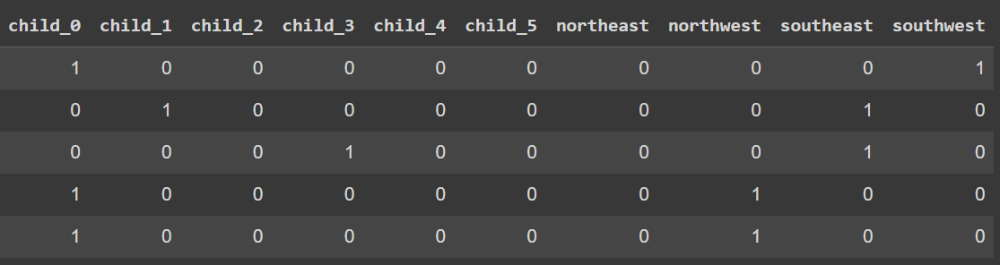 child_0 child_1 child_2 child_3 child_4 child_5 northeast northwest southeast southwest
1 0 0 0 0 0 0 0 0 1
0 1 0 0 0 0 0 0 1 0
0 0 0 1 0 0 0 0 1 0
1 0 0 0 0 0 0 1 0 0
1 0 0 0 0 0 0 1 0 0